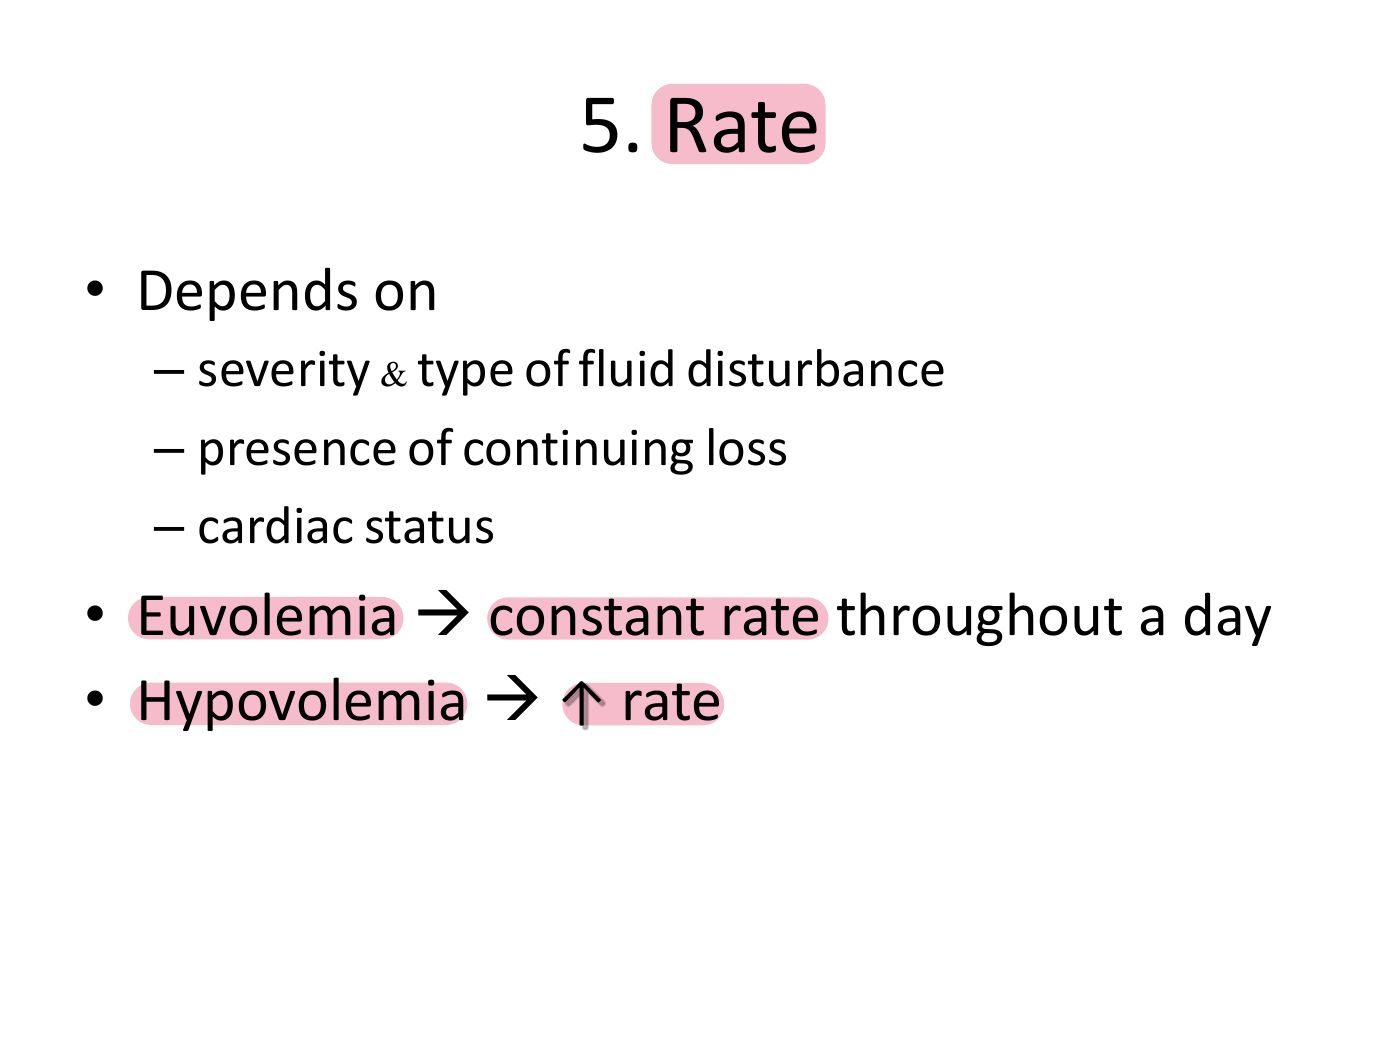 5. Rate
• Depends on
– severity & type of fluid disturbance
– presence of continuing loss
– cardiac status
• Euvolemia → constant rate throughout a day
• Hypovolemia → ↑ rate